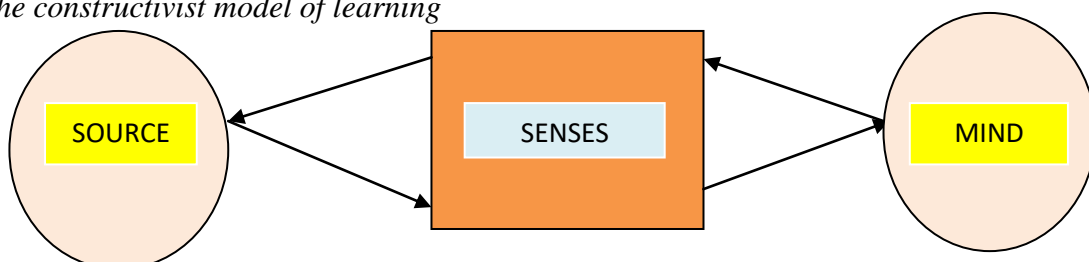 he constructivist model of learning
SOURCE
SENSES
MIND